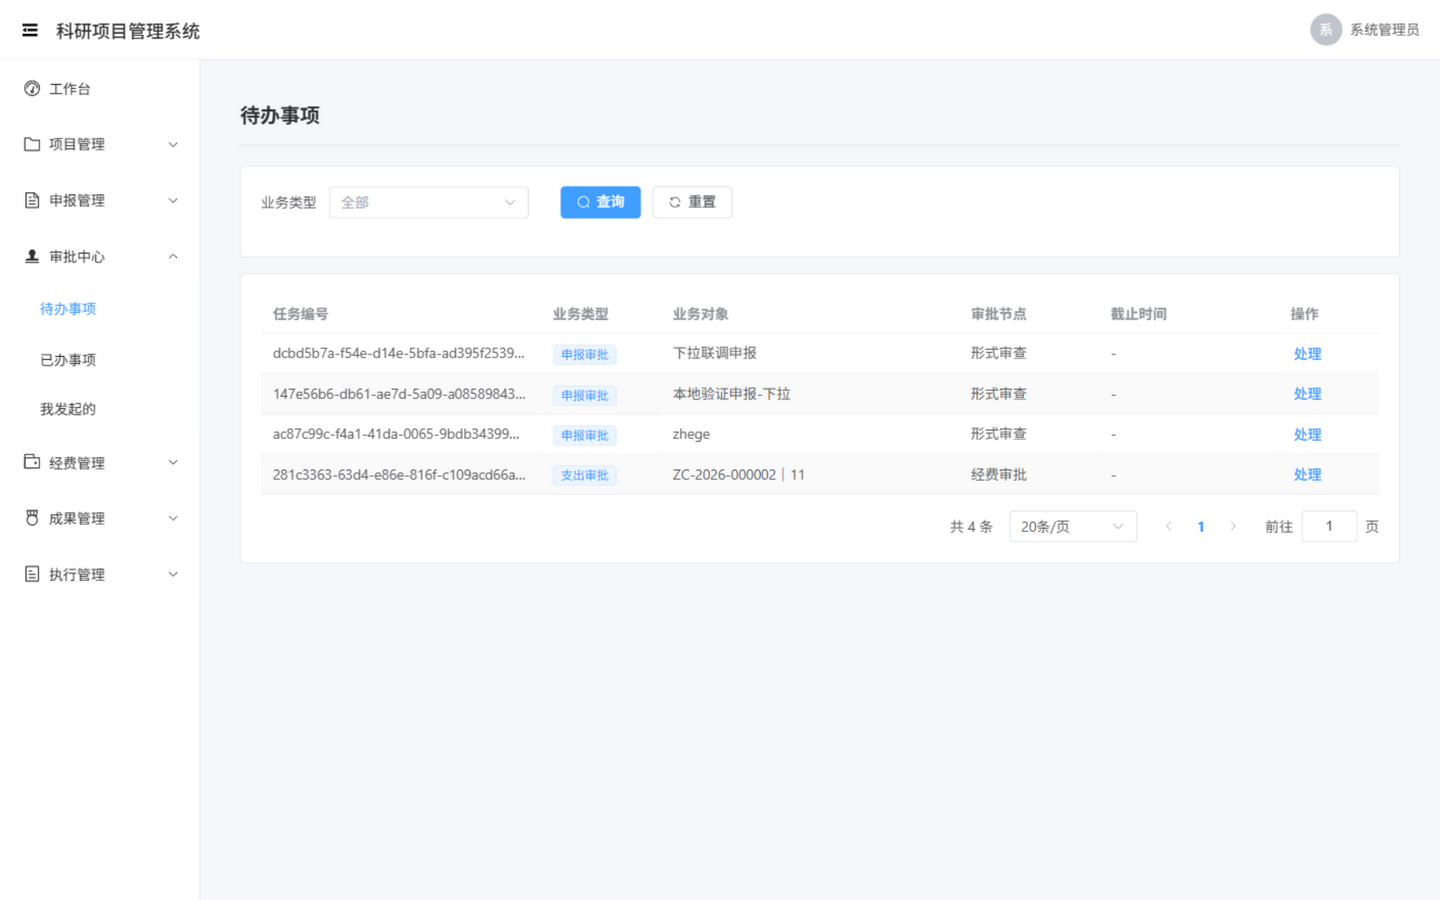 科研项目管理系统
系 系统管理员
工作台
项目管理
申报管理
审批中心
待办事项
已办事项
我发起的
经费管理
成果管理
执行管理
待办事项
业务类型 全部 查询 重置
任务编号 业务类型 业务对象 审批节点 截止时间 操作
dcbd5b7a-f54e-d14e-5bfa-ad395f2539... 申报审批 下拉联调申报 形式审查 - 处理
147e56b6-db61-ae7d-5a09-a08589843... 申报审批 本地验证申报-下拉 形式审查 - 处理
ac87c99c-f4a1-41da-0065-9bdb34399... 申报审批 zhege 形式审查 - 处理
281c3363-63d4-e86e-816f-c109acd66a... 支出审批 ZC-2026-000002｜11 经费审批 - 处理
共 4 条 20条/页 1 前往 1 页